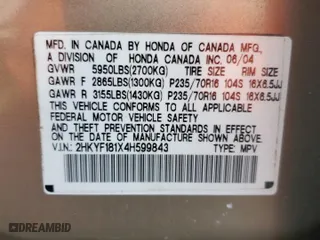 MFD. IN CANADA BY HONDA OF CANADA MFG.,
A DIVISION OF HONDA CANADA INC. 06/04
GVWR 5950LBS(2700KG) TIRE SIZE RIM SIZE
GAWR F 2865LBS(1300KG) P235/70R16 104S 16X6.5JJ
GAWR R 3155LBS(1430KG) P235/70R16 104S 16X6.5JJ
THIS VEHICLE CONFORMS TO ALL APPLICABLE
FEDERAL MOTOR VEHICLE SAFETY
AND THEFT PREVENTION STANDARDS IN EFFECT
ON THE DATE OF MANUFACTURE SHOWN ABOVE.
V.I.N.: 2HKYF181X4H599843 TYPE: MPV
DREAMBID